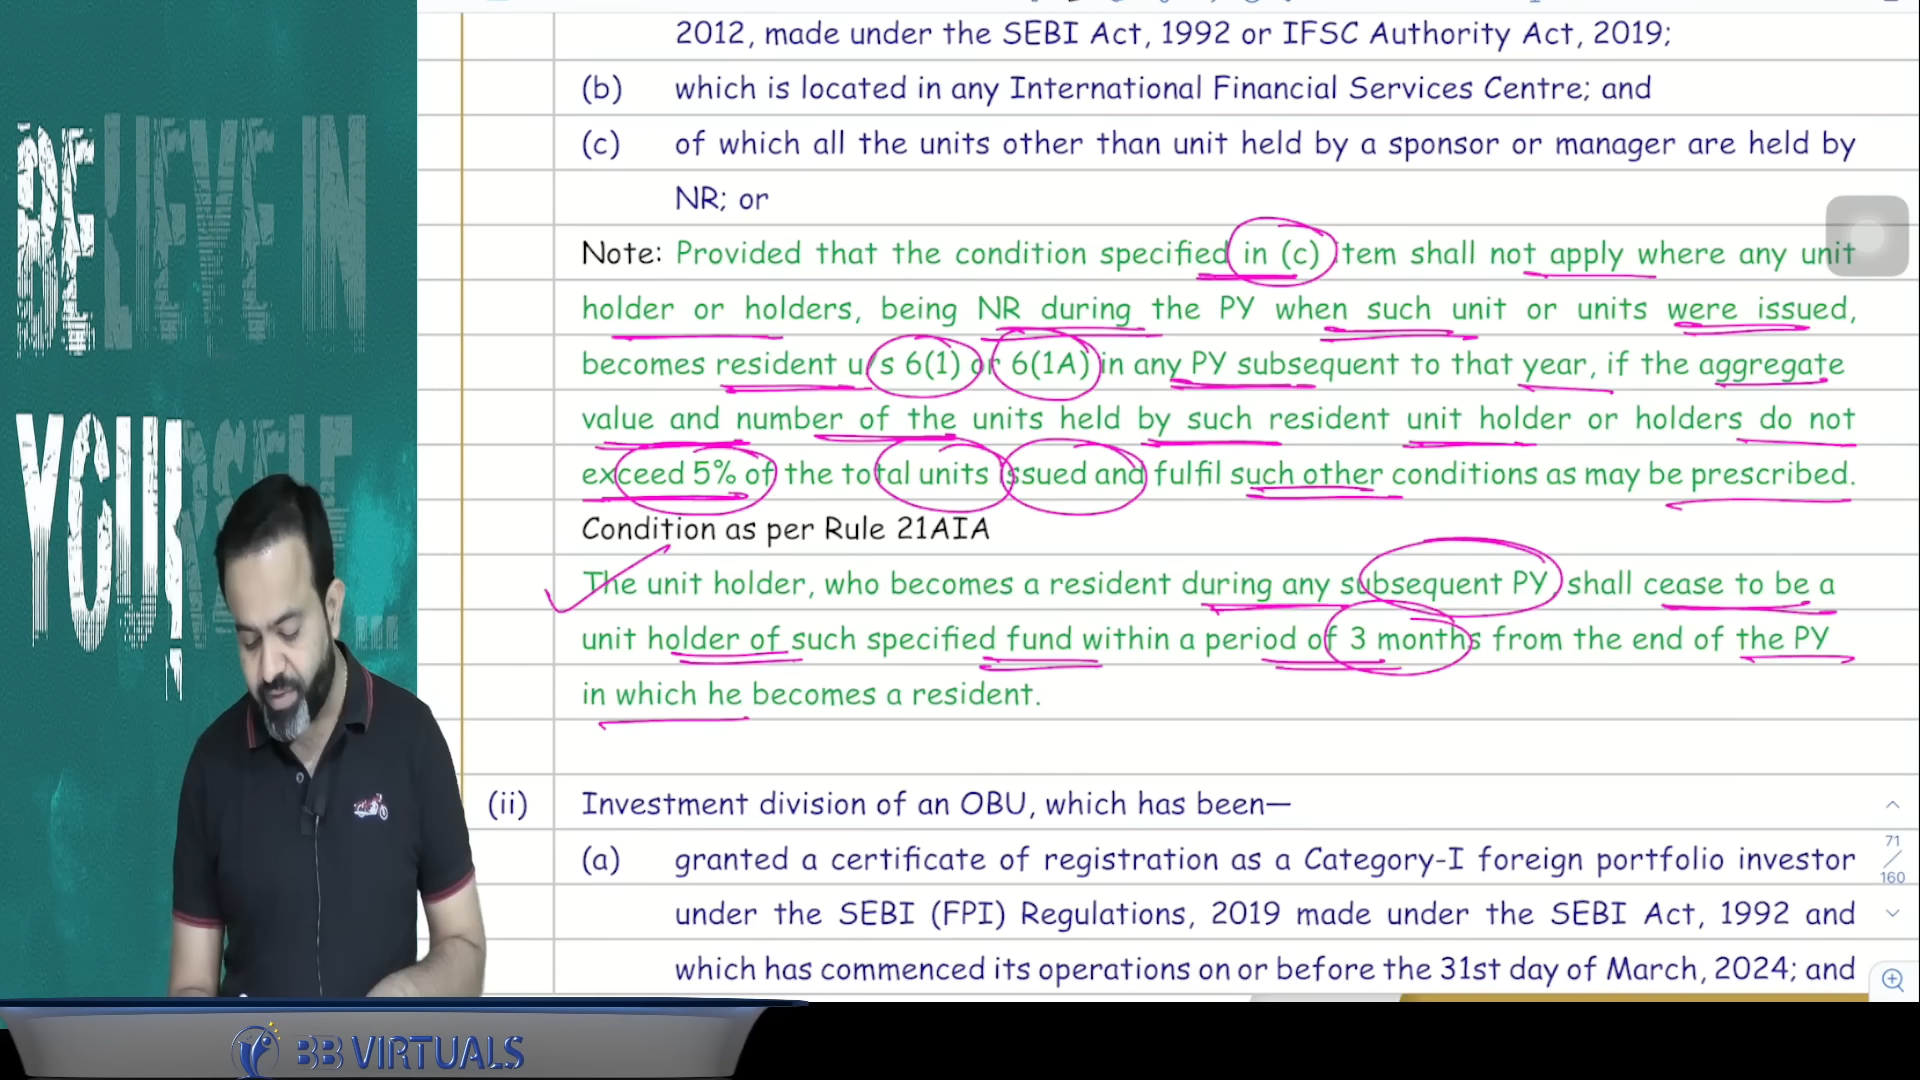 BELIEVE IN
YOURSELF
2012, made under the SEBI Act, 1992 or IFSC Authority Act, 2019;
(b) which is located in any International Financial Services Centre; and
(c) of which all the units other than unit held by a sponsor or manager are held by
NR; or
Note: Provided that the condition specified in (c) item shall not apply where any unit
holder or holders, being NR during the PY when such unit or units were issued,
becomes resident u/s 6(1) or 6(1A) in any PY subsequent to that year, if the aggregate
value and number of the units held by such resident unit holder or holders do not
exceed 5% of the total units issued and fulfil such other conditions as may be prescribed.
Condition as per Rule 21AIA
The unit holder, who becomes a resident during any subsequent PY shall cease to be a
unit holder of such specified fund within a period of 3 months from the end of the PY
in which he becomes a resident.
(ii) Investment division of an OBU, which has been—
(a) granted a certificate of registration as a Category-I foreign portfolio investor
under the SEBI (FPI) Regulations, 2019 made under the SEBI Act, 1992 and
which has commenced its operations on or before the 31st day of March, 2024; and
71
/
160
BB VIRTUALS